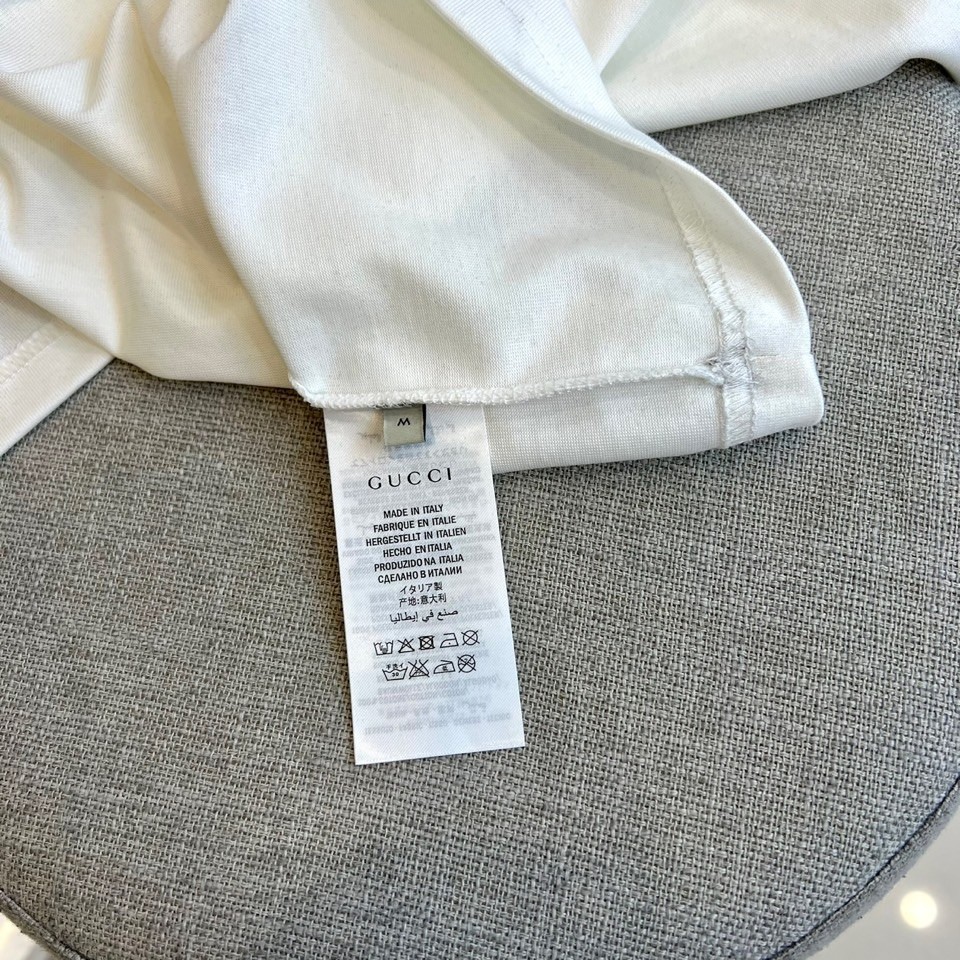 M
GUCCI
MADE IN ITALY
FABRIQUE EN ITALIE
HERGESTELLT IN ITALIEN
HECHO EN ITALIA
PRODUZIDO NA ITALIA
СДЕЛАНО В ИТАЛИИ
イタリア製
产地:意大利
صنع في إيطاليا
30